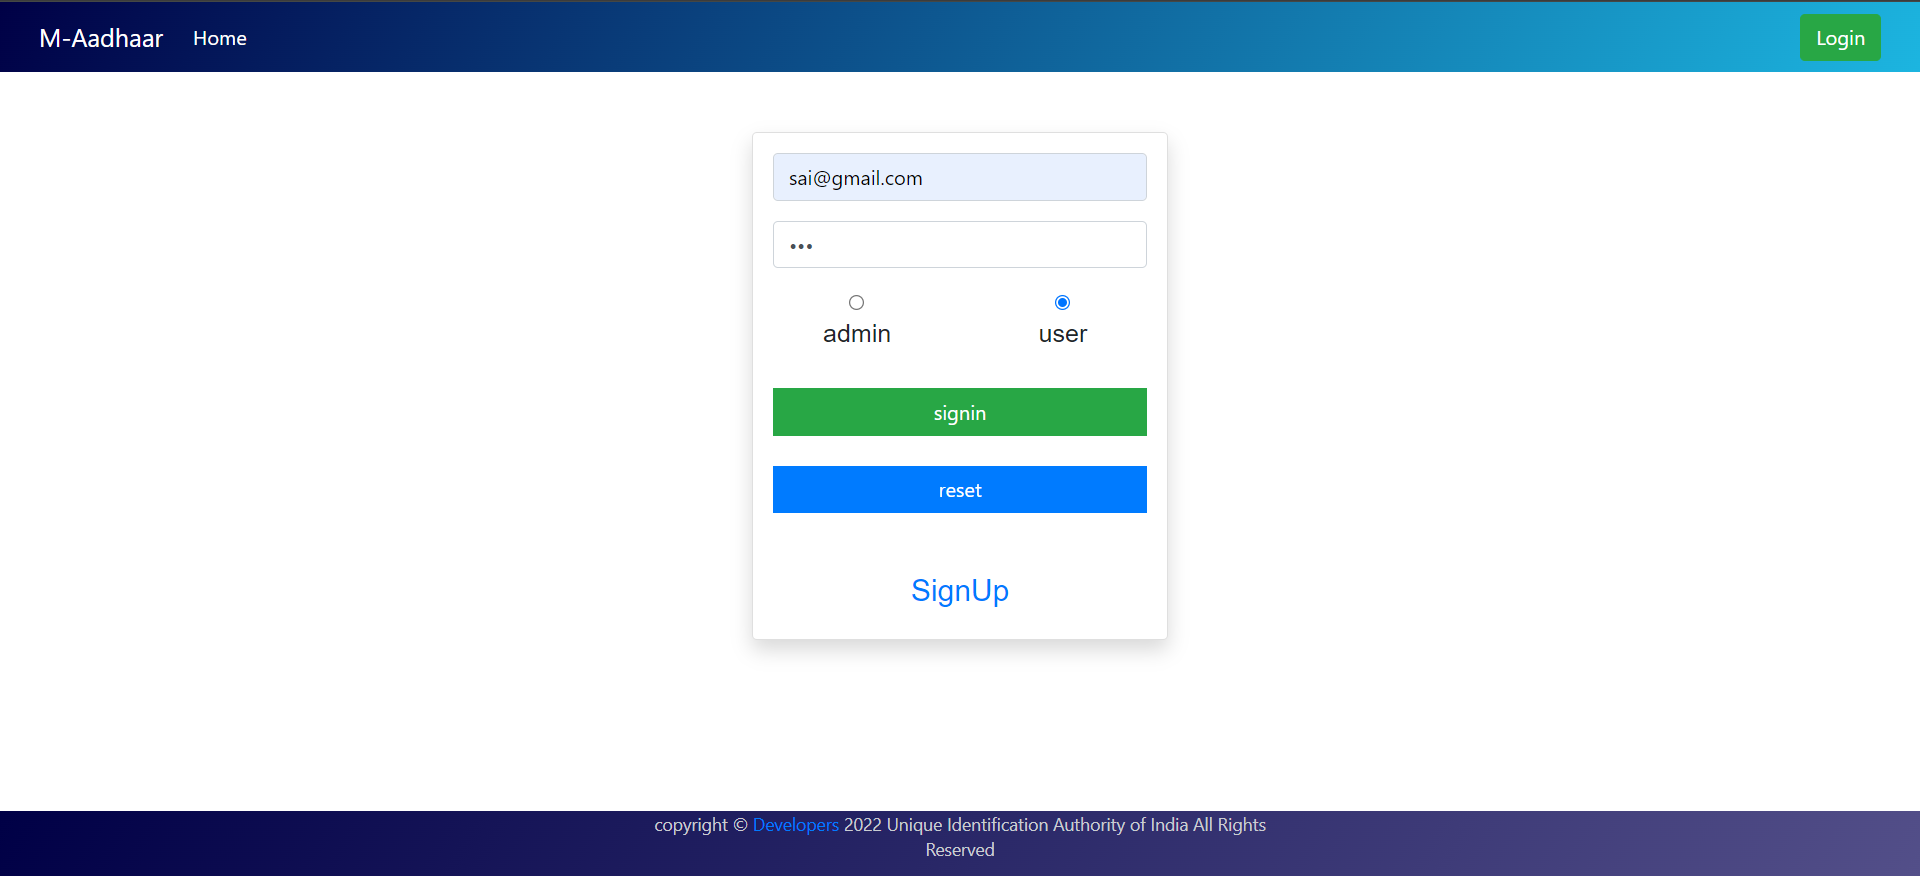 M-Aadhaar Home Login
sai@gmail.com
•••
admin user
signin
reset
SignUp
copyright © Developers 2022 Unique Identification Authority of India All Rights
Reserved